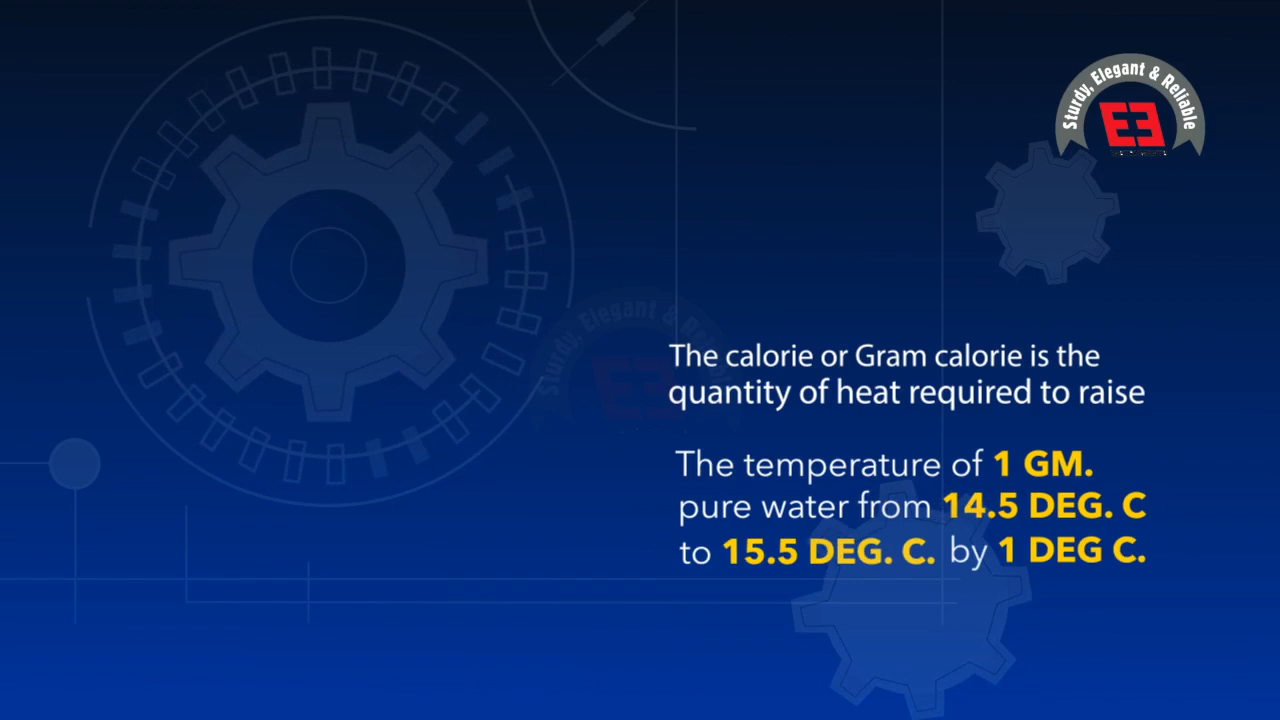 Sturdy, Elegant & Reliable
The calorie or Gram calorie is the
quantity of heat required to raise
The temperature of 1 GM.
pure water from 14.5 DEG. C
to 15.5 DEG. C. by 1 DEG C.